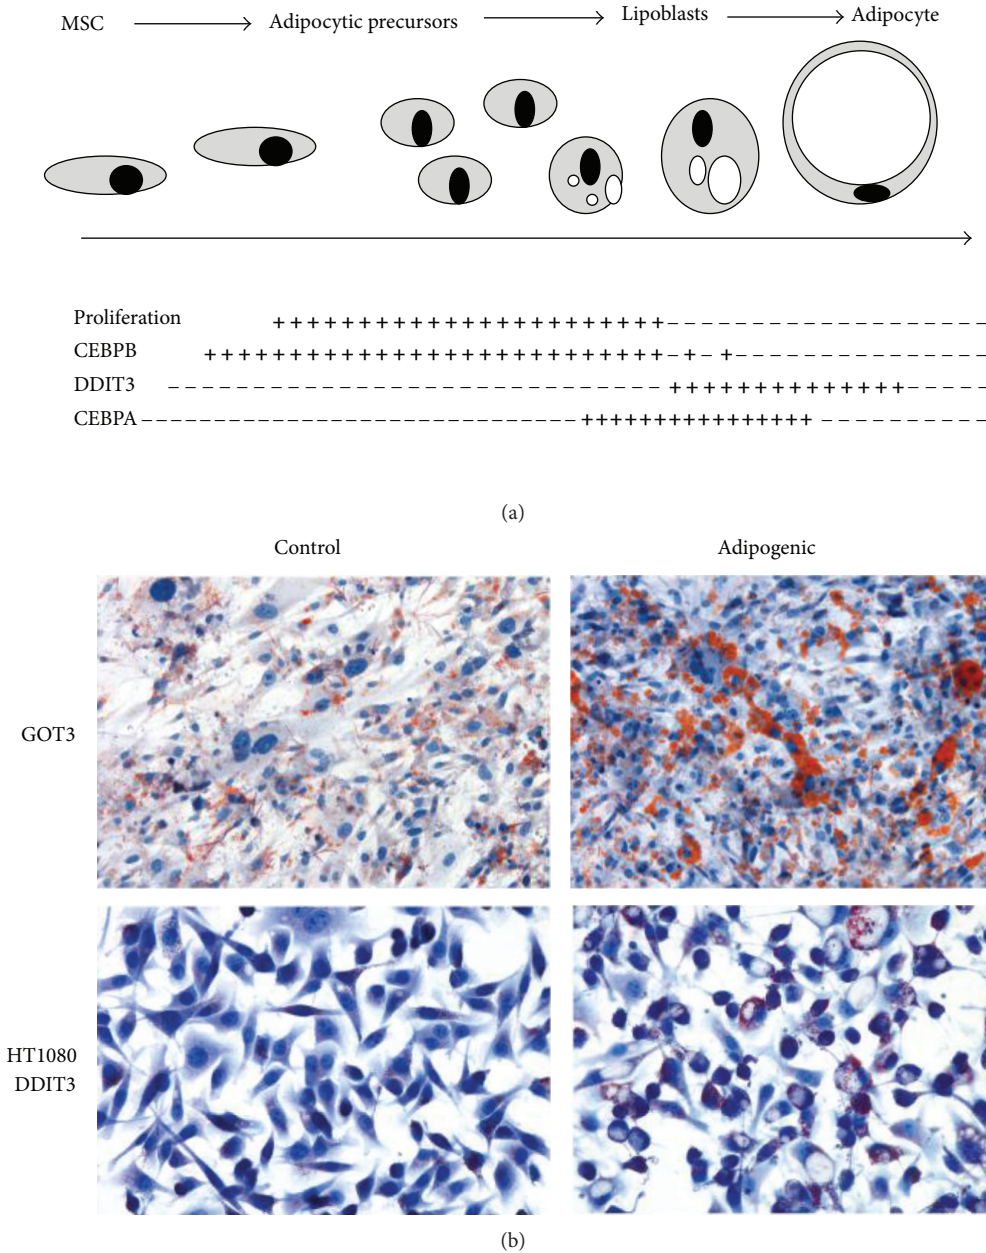 MSC Adipocytic precursors Lipoblasts Adipocyte
Proliferation + + + + + + + + + + + + + + + + + + + + + + + – – – – – – – – – – – – – – – – – – –
CEBPB + + + + + + + + + + + + + + + + + + + + + + + + + + + – + – + – – – – – – – – – – – – – – –
DDIT3 – – – – – – – – – – – – – – – – – – – – – – – – – – – – – + + + + + + + + + + + + + + – – – – –
CEBPA – – – – – – – – – – – – – – – – – – – – – – – – – – – – – – + + + + + + + + + + + + + + + + – – – – – – – – – –
(a)
Control Adipogenic
GOT3
HT1080
DDIT3
(b)